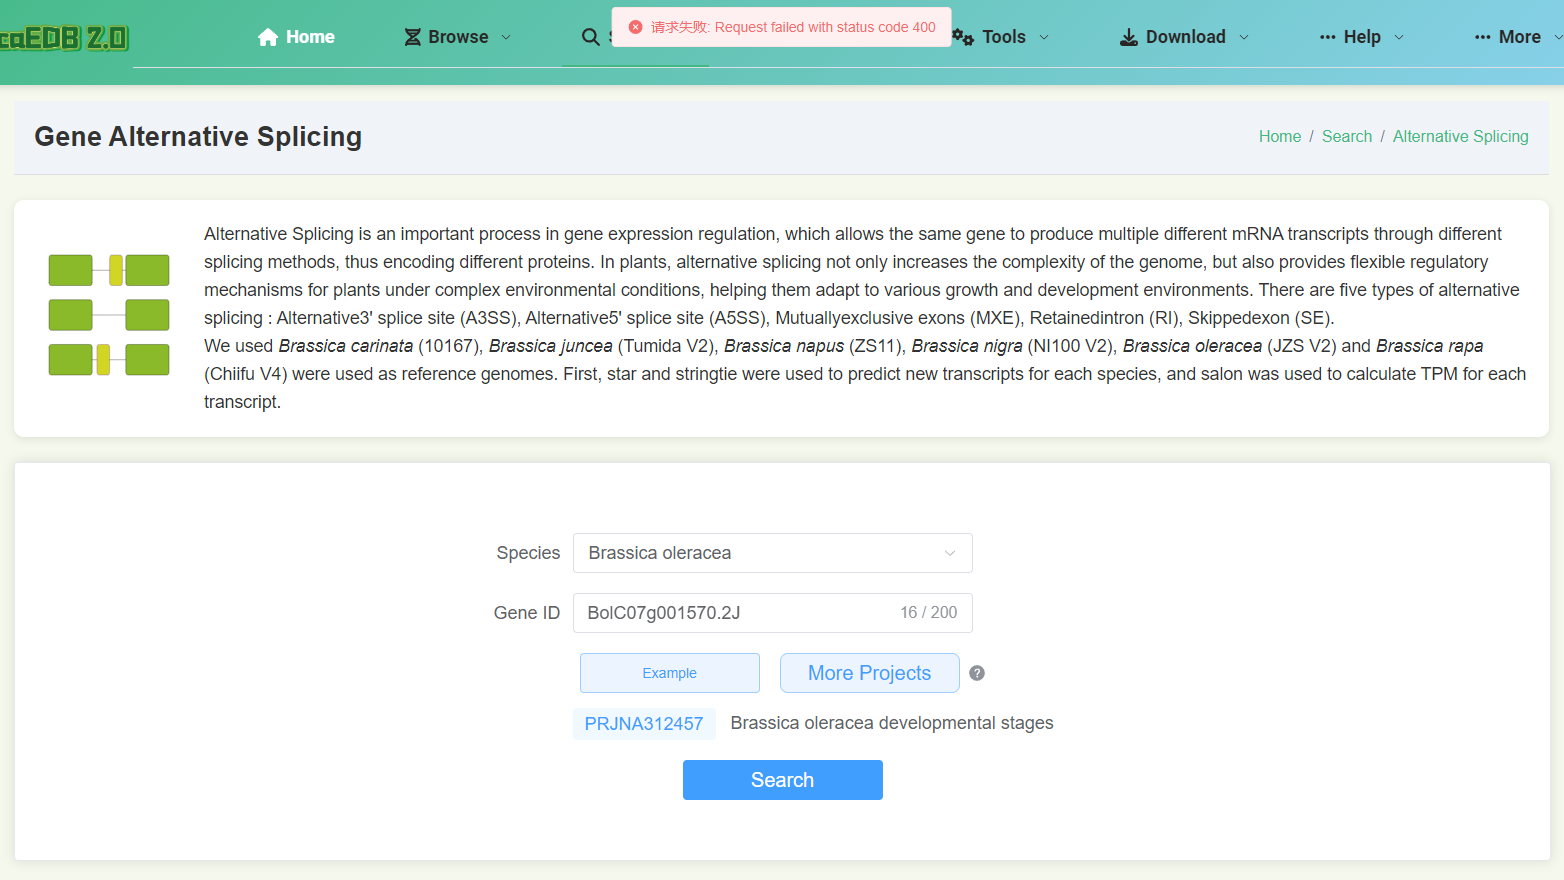 caEDB 2.0
Home
Browse
请求失败: Request failed with status code 400
Tools
Download
Help
More
Gene Alternative Splicing
Home / Search / Alternative Splicing
Alternative Splicing is an important process in gene expression regulation, which allows the same gene to produce multiple different mRNA transcripts through different
splicing methods, thus encoding different proteins. In plants, alternative splicing not only increases the complexity of the genome, but also provides flexible regulatory
mechanisms for plants under complex environmental conditions, helping them adapt to various growth and development environments. There are five types of alternative
splicing : Alternative3' splice site (A3SS), Alternative5' splice site (A5SS), Mutuallyexclusive exons (MXE), Retainedintron (RI), Skippedexon (SE).
We used Brassica carinata (10167), Brassica juncea (Tumida V2), Brassica napus (ZS11), Brassica nigra (NI100 V2), Brassica oleracea (JZS V2) and Brassica rapa
(Chiifu V4) were used as reference genomes. First, star and stringtie were used to predict new transcripts for each species, and salon was used to calculate TPM for each
transcript.
Species
Brassica oleracea
Gene ID
BolC07g001570.2J
16 / 200
Example
More Projects
?
PRJNA312457
Brassica oleracea developmental stages
Search